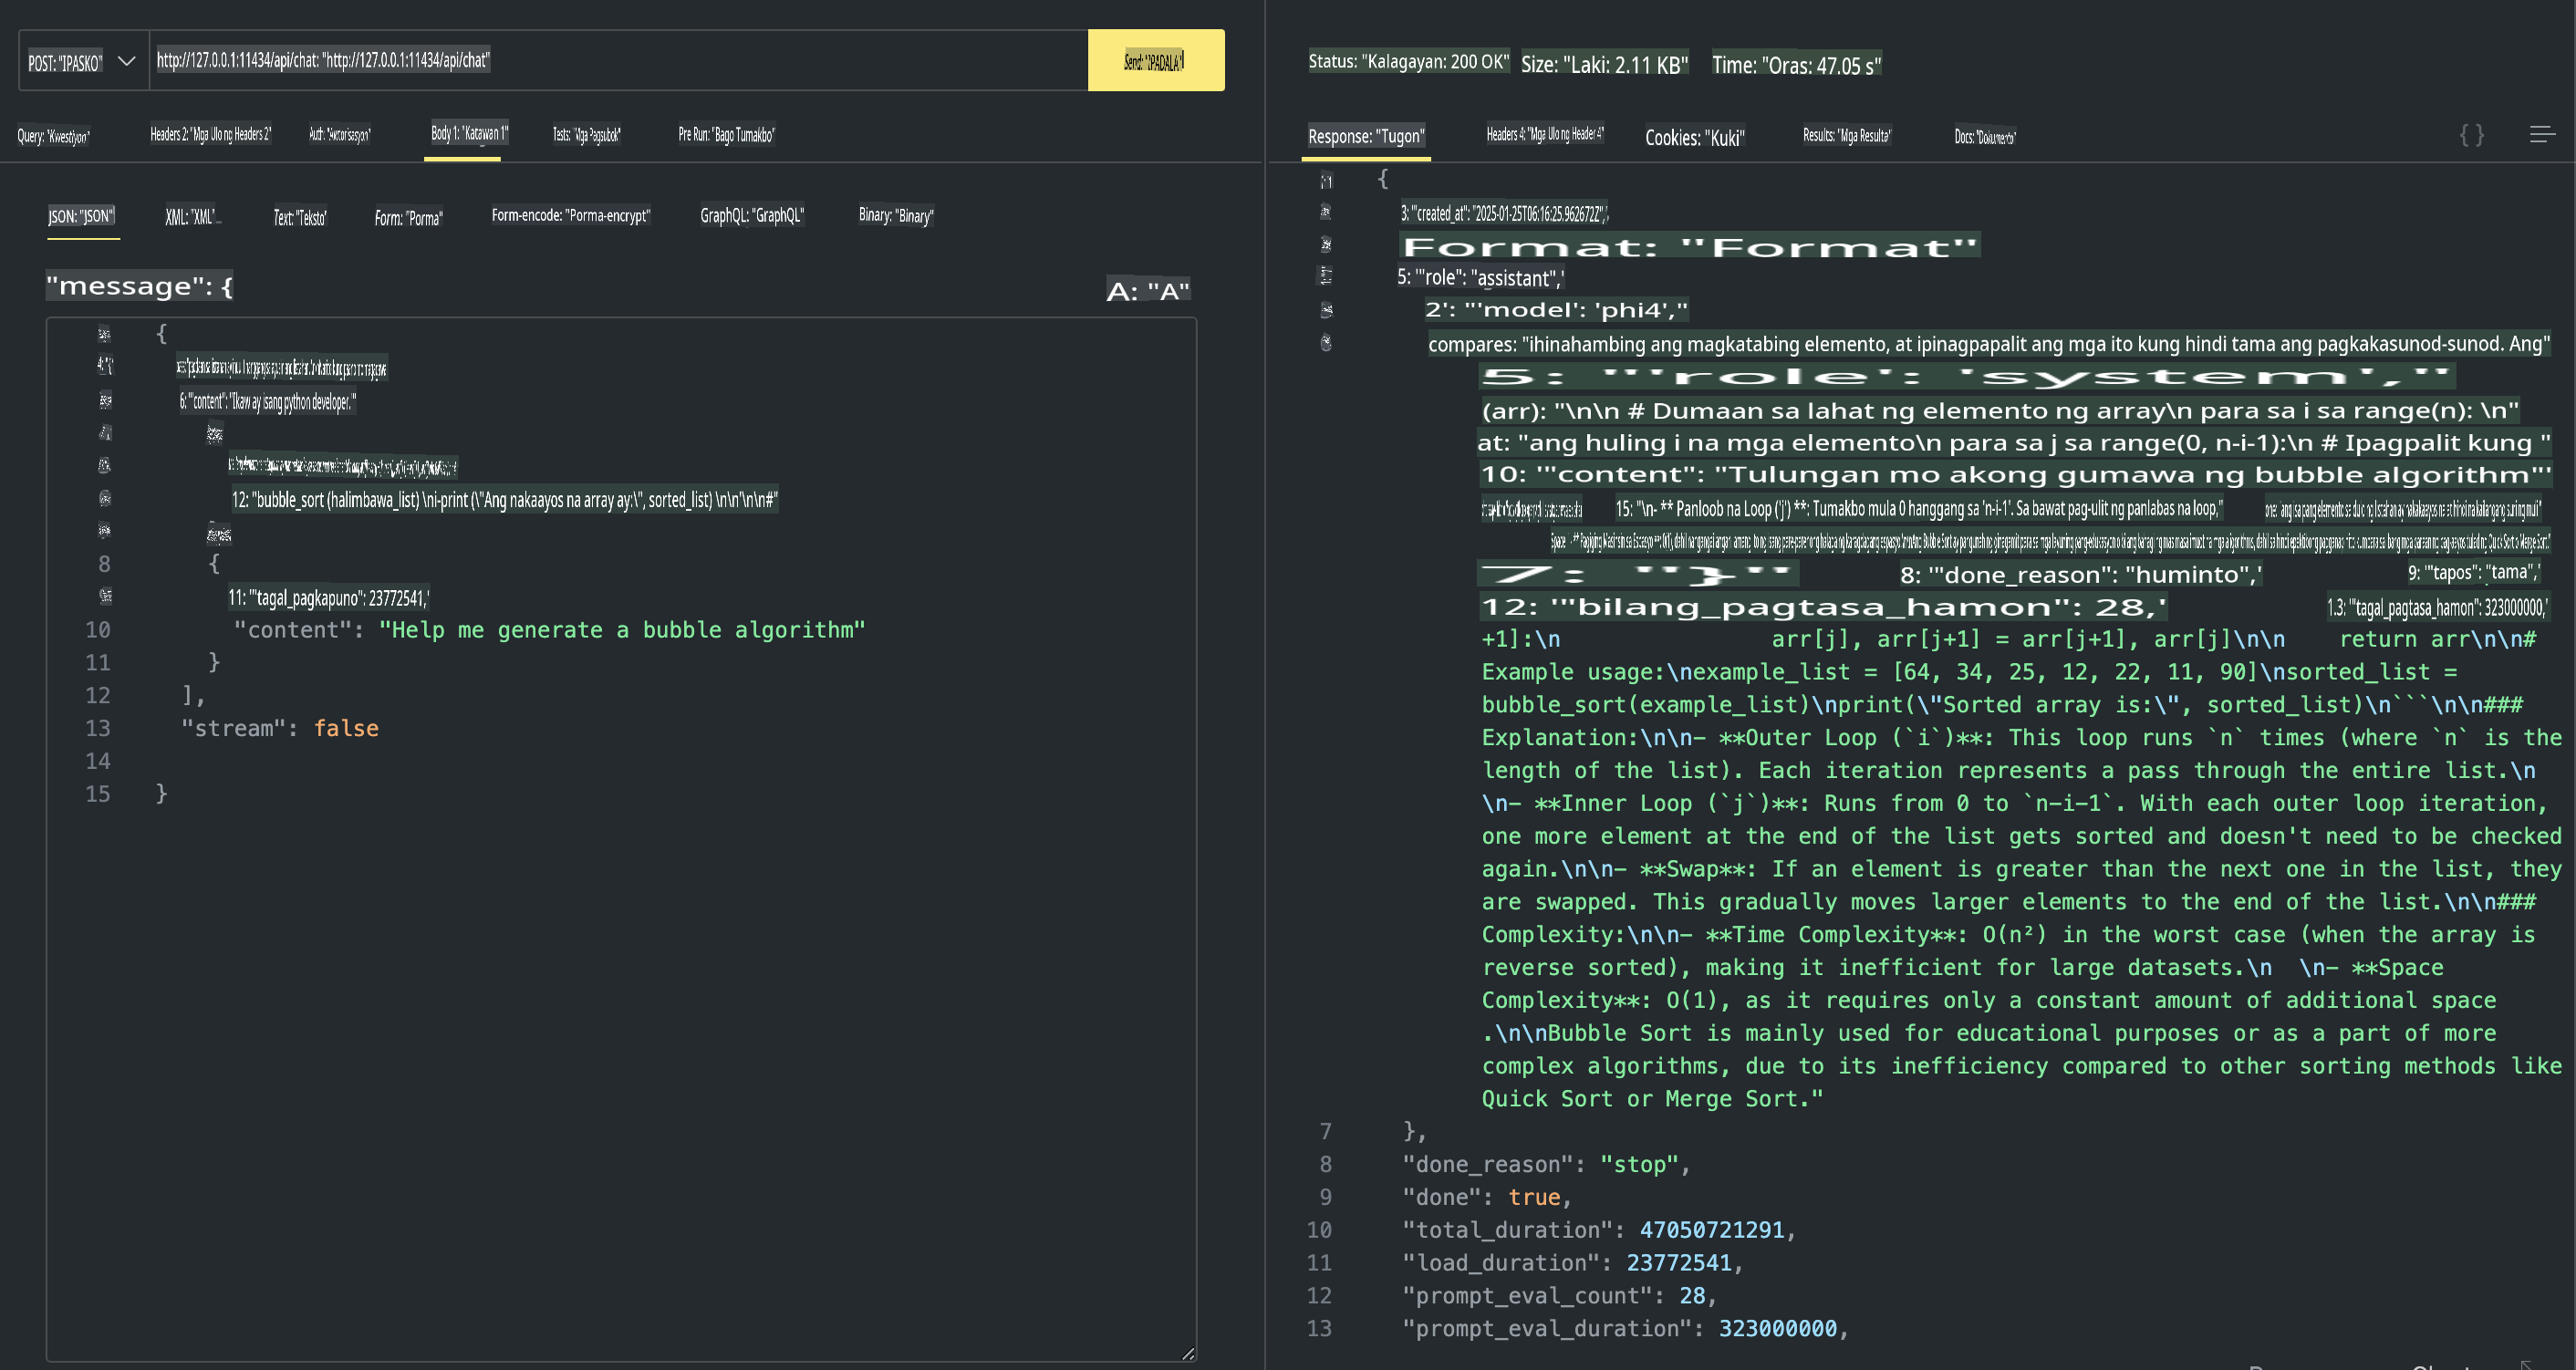 POST: "IPASKO"
http://127.0.0.1:11434/api/chat: "http://127.0.0.1:11434/api/chat"
Send: "IPADALA"
Query: "Kwestiyon"
Headers 2: "Mga Ulo ng Headers 2"
Auth: "Awtorisasyon"
Body 1: "Katawan 1"
Tests: "Mga Pagsubok"
Pre Run: "Bago Tumakbo"
JSON: "JSON"
XML: "XML"
Text: "Teksto"
Form: "Porma"
Form-encode: "Porma-encrypt"
GraphQL: "GraphQL"
Binary: "Binary"
"message": {
A: "A"
{
6: "'content": "Ikaw ay isang python developer."'
12: "bubble_sort (halimbawa_list) \ni-print (\"Ang nakaayos na array ay:\", sorted_list) \n\n"\n\n#"
8 {
11: '"tagal_pagkapuno": 23772541,'
10 "content": "Help me generate a bubble algorithm"
11 }
12 ],
13 "stream": false
14
15 }
Status: "Kalagayan: 200 OK" Size: "Laki: 2.11 KB" Time: "Oras: 47.05 s"
Response: "Tugon"
Headers 4: "Mga Ulo ng Header 4"
Cookies: "Kuki"
Results: "Mga Resulta"
Docs: "Dokumento"
{
3: '"created_at": "2025-01-25T06:16:25.962672Z",'
Format: "Format"
5: '"role": "assistant",'
2': "'model': 'phi4',"
compares: "ihinahambing ang magkatabing elemento, at ipinagpapalit ang mga ito kung hindi tama ang pagkakasunod-sunod. Ang"
5: "'role': 'system',"
(arr): "\n\n # Dumaan sa lahat ng elemento ng array\n para sa i sa range(n): \n"
at: "ang huling i na mga elemento\n para sa j sa range(0, n-i-1):\n # Ipagpalit kung "
10: '"content": "Tulungan mo akong gumawa ng bubble algorithm"'
15: "\n- ** Panloob na Loop ('j') **: Tumakbo mula 0 hanggang sa 'n-i-1'. Sa bawat pag-ulit ng panlabas na loop,"
7: "}" 8: '"done_reason": "huminto",' 9: '"tapos": "tama",'
12: '"bilang_pagtasa_hamon": 28,' 1.3: '"tagal_pagtasa_hamon": 323000000,'
+1]:\n arr[j], arr[j+1] = arr[j+1], arr[j]\n\n return arr\n\n#
Example usage:\nexample_list = [64, 34, 25, 12, 22, 11, 90]\nsorted_list =
bubble_sort(example_list)\nprint(\"Sorted array is:\", sorted_list)\n```\n\n###
Explanation:\n\n- **Outer Loop (`i`)**: This loop runs `n` times (where `n` is the
length of the list). Each iteration represents a pass through the entire list.\n
\n- **Inner Loop (`j`)**: Runs from 0 to `n-i-1`. With each outer loop iteration,
one more element at the end of the list gets sorted and doesn't need to be checked
again.\n\n- **Swap**: If an element is greater than the next one in the list, they
are swapped. This gradually moves larger elements to the end of the list.\n\n###
Complexity:\n\n- **Time Complexity**: O(n²) in the worst case (when the array is
reverse sorted), making it inefficient for large datasets.\n  \n- **Space
Complexity**: O(1), as it requires only a constant amount of additional space
.\n\nBubble Sort is mainly used for educational purposes or as a part of more
complex algorithms, due to its inefficiency compared to other sorting methods like
Quick Sort or Merge Sort."
7 },
8 "done_reason": "stop",
9 "done": true,
10 "total_duration": 47050721291,
11 "load_duration": 23772541,
12 "prompt_eval_count": 28,
13 "prompt_eval_duration": 323000000,